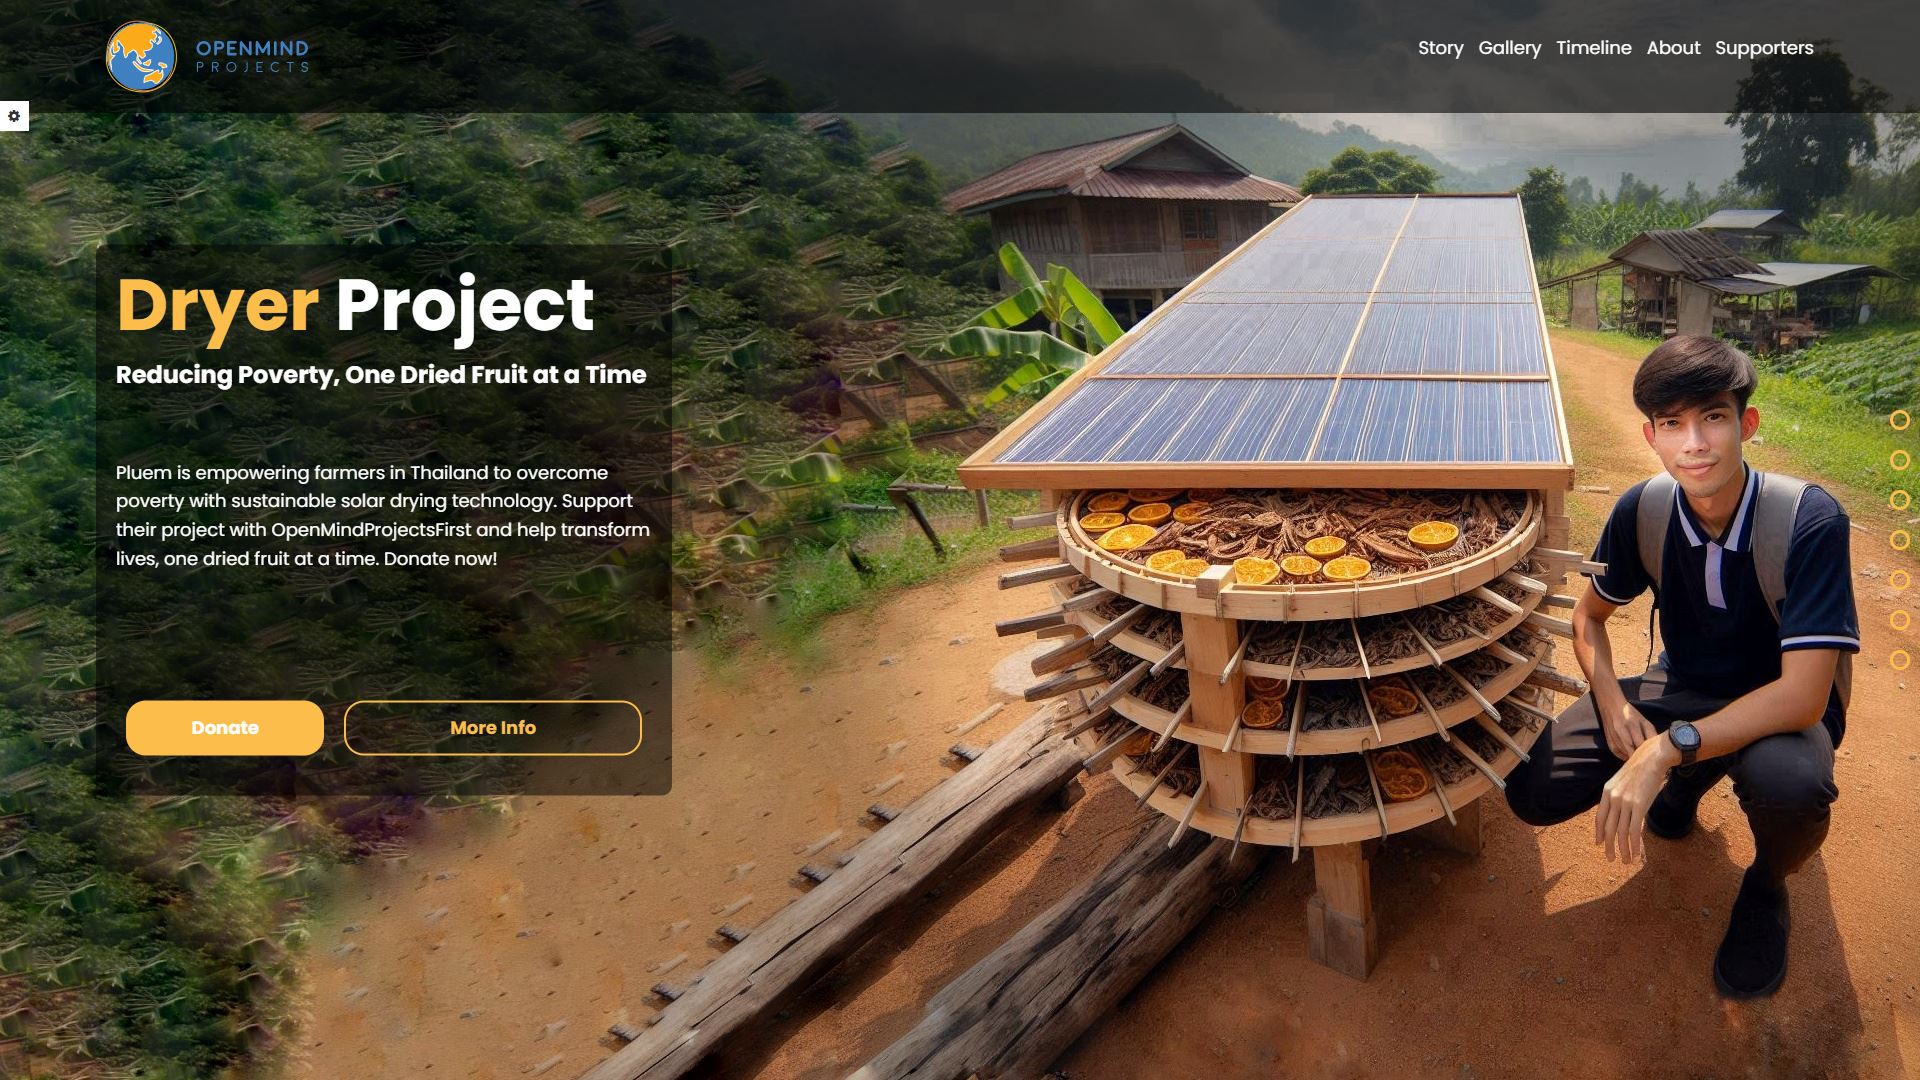 OPENMIND
PROJECTS
Story Gallery Timeline About Supporters
Dryer Project
Reducing Poverty, One Dried Fruit at a Time
Pluem is empowering farmers in Thailand to overcome
poverty with sustainable solar drying technology. Support
their project with OpenMindProjectsFirst and help transform
lives, one dried fruit at a time. Donate now!
Donate More Info